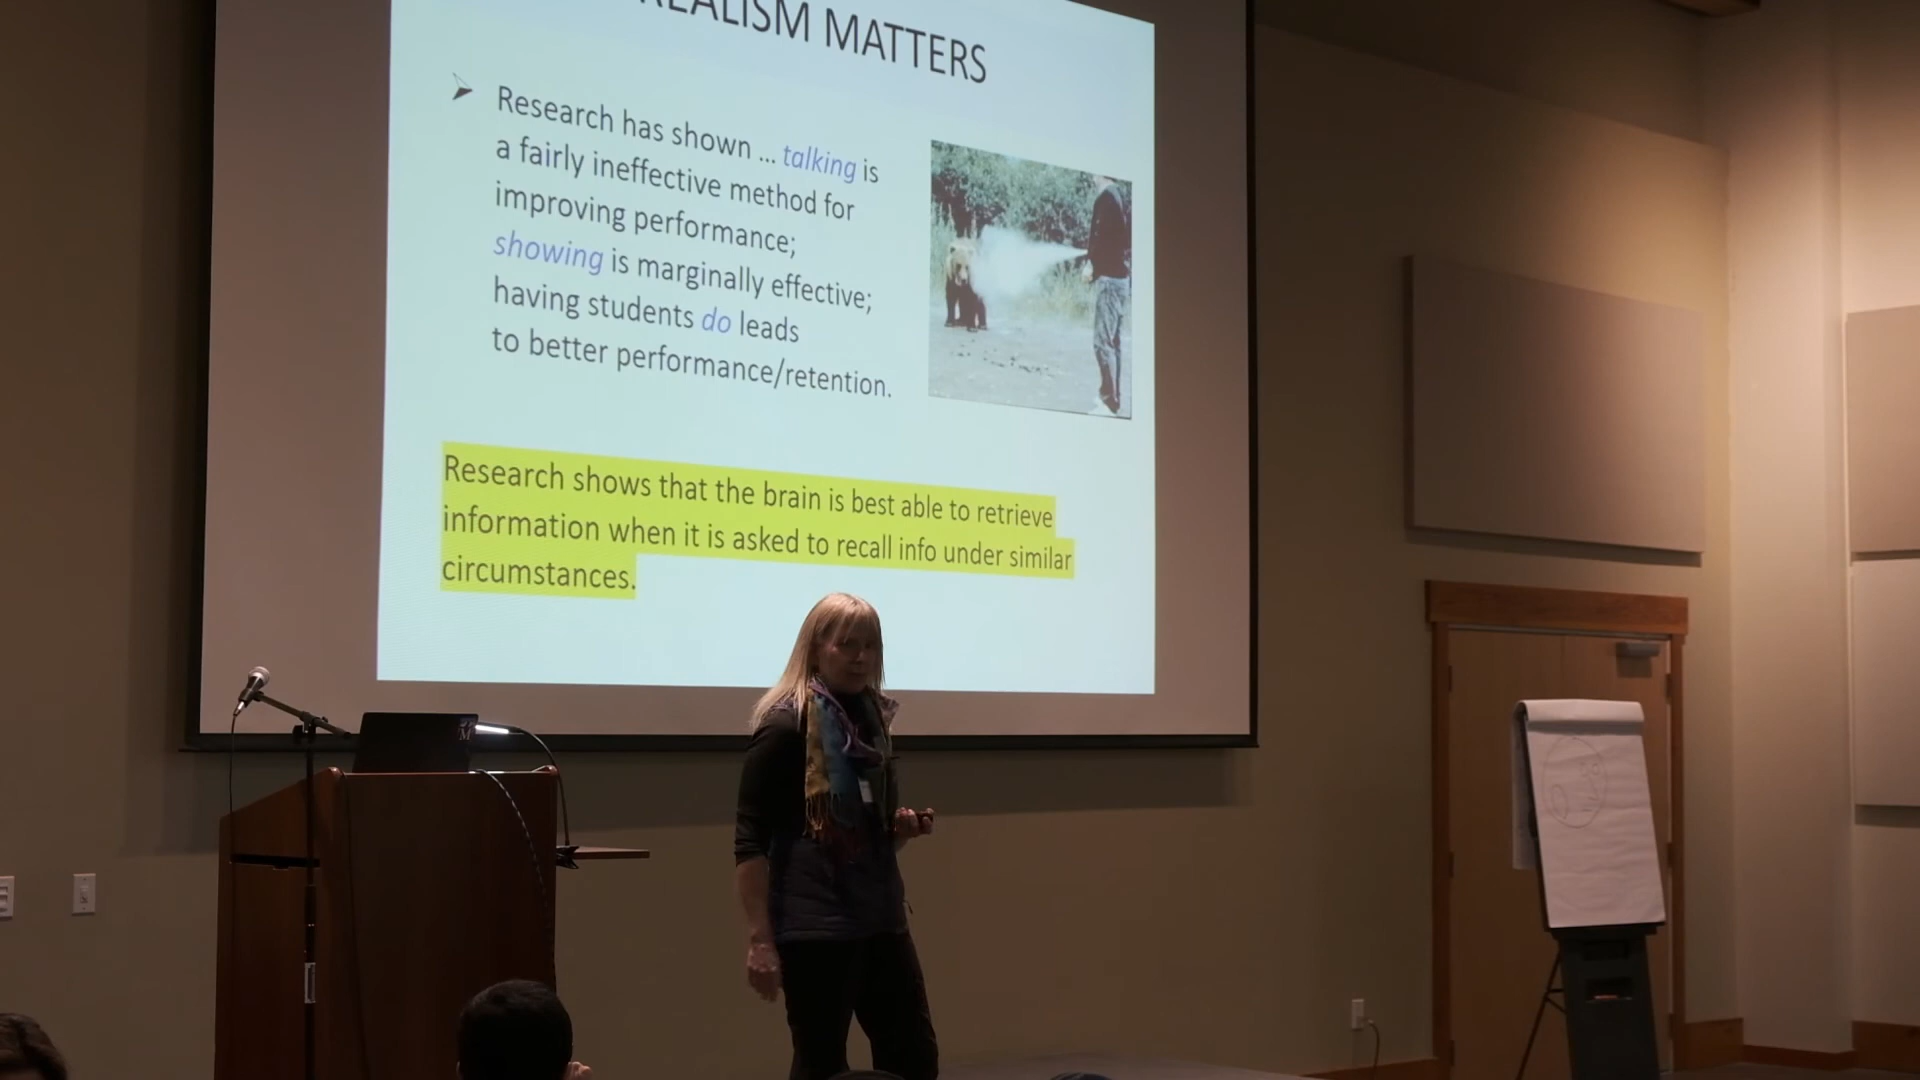 REALISM MATTERS
Research has shown ... talking is
a fairly ineffective method for
improving performance;
showing is marginally effective;
having students do leads
to better performance/retention.
Research shows that the brain is best able to retrieve
information when it is asked to recall info under similar
circumstances.
M